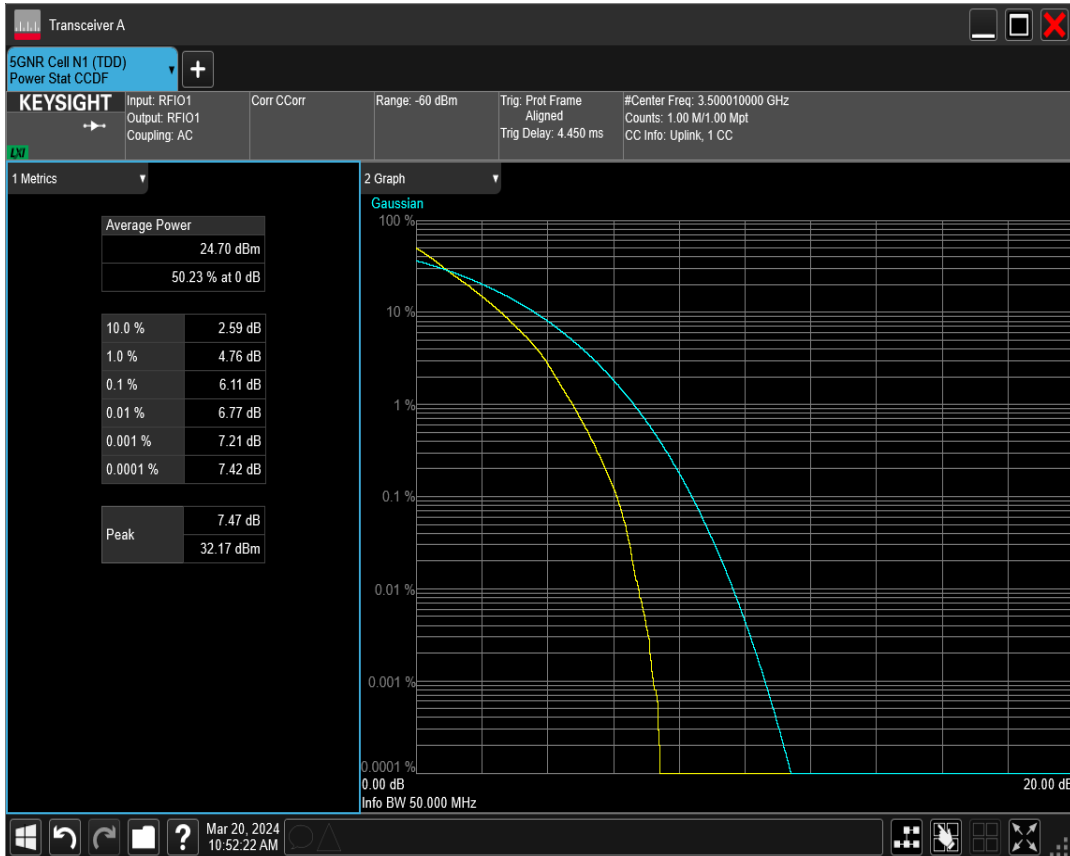 Transceiver A
5GNR Cell N1 (TDD)
Power Stat CCDF
KEYSIGHT
LXI
Input: RFIO1
Output: RFIO1
Coupling: AC
Corr CCorr
Range: -60 dBm
Trig: Prot Frame
Aligned
Trig Delay: 4.450 ms
#Center Freq: 3.500010000 GHz
Counts: 1.00 M/1.00 Mpt
CC Info: Uplink, 1 CC
1 Metrics
Average Power
24.70 dBm
50.23 % at 0 dB
10.0 % 2.59 dB
1.0 % 4.76 dB
0.1 % 6.11 dB
0.01 % 6.77 dB
0.001 % 7.21 dB
0.0001 % 7.42 dB
Peak 7.47 dB
32.17 dBm
2 Graph
Gaussian
100 %
10 %
1 %
0.1 %
0.01 %
0.001 %
0.0001 %
0.00 dB 20.00 dB
Info BW 50.000 MHz
?
Mar 20, 2024
10:52:22 AM